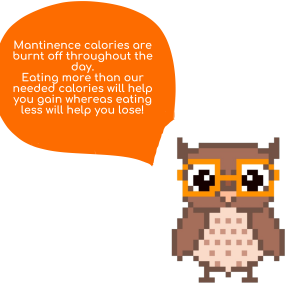 Mantinence calories are
burnt off throughout the
day.
Eating more than our
needed calories will help
you gain whereas eating
less will help you lose!